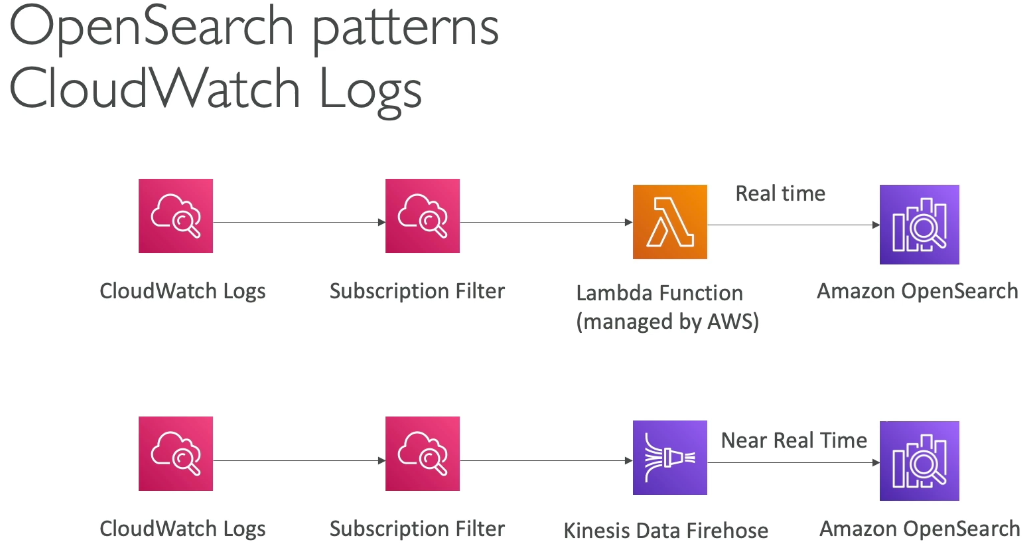 OpenSearch patterns
CloudWatch Logs
Real time
CloudWatch Logs
Subscription Filter
Lambda Function
(managed by AWS)
Amazon OpenSearch
Near Real Time
CloudWatch Logs
Subscription Filter
Kinesis Data Firehose
Amazon OpenSearch